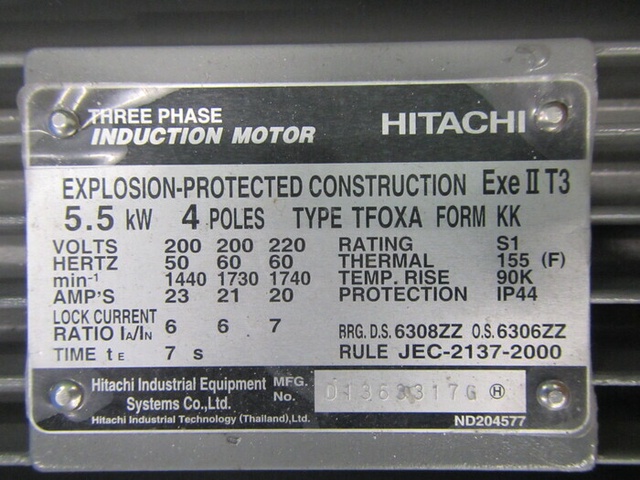 THREE PHASE
INDUCTION MOTOR
HITACHI
EXPLOSION-PROTECTED CONSTRUCTION Exe II T3
5.5 kW 4 POLES TYPE TFOXA FORM KK
VOLTS 200 200 220 RATING S1
HERTZ 50 60 60 THERMAL 155 (F)
min⁻¹ 1440 1730 1740 TEMP. RISE 90K
AMP'S 23 21 20 PROTECTION IP44
LOCK CURRENT
RATIO IA/IN 6 6 7 BRG. D.S. 6308ZZ O.S. 6306ZZ
TIME tE 7 s RULE JEC-2137-2000
Hitachi Industrial Equipment
Systems Co.,Ltd.
Hitachi Industrial Technology (Thailand),Ltd.
MFG.
No. 01363317G H
ND204577